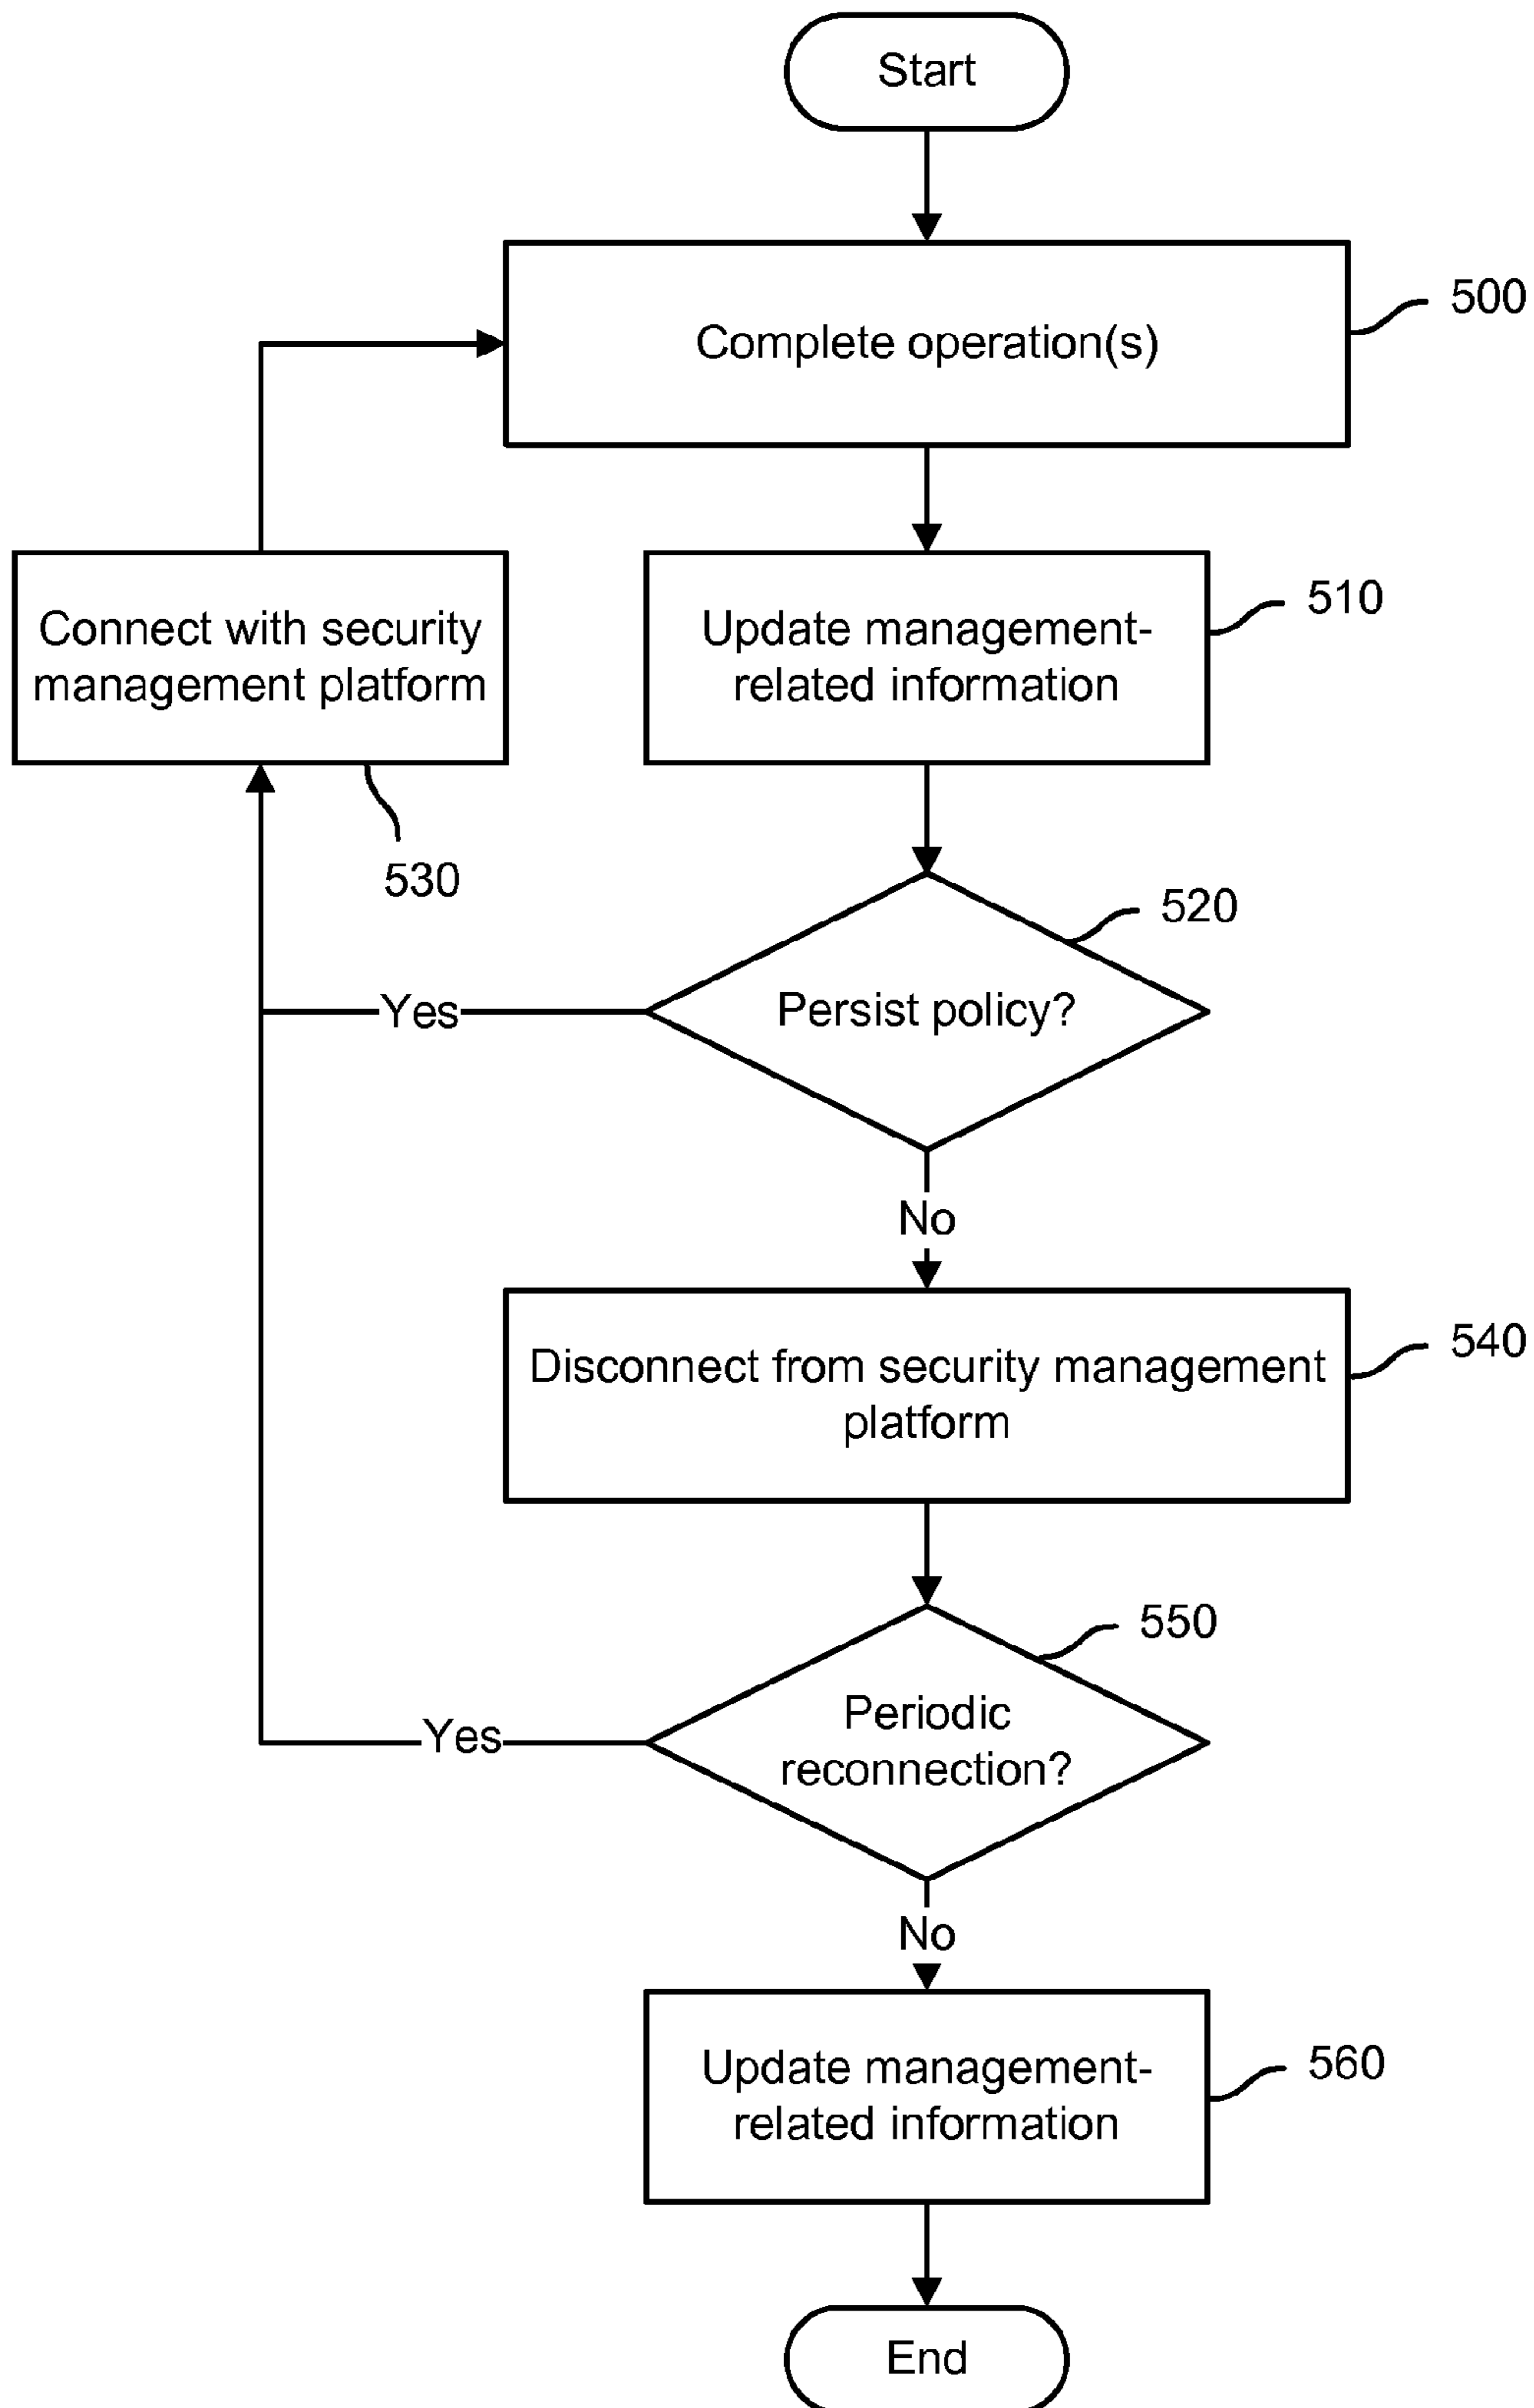 Start
Complete operation(s)
500
Connect with security
management platform
530
Update management-
related information
510
Persist policy?
520
Yes
No
Disconnect from security management
platform
540
Periodic
reconnection?
550
Yes
No
Update management-
related information
560
End